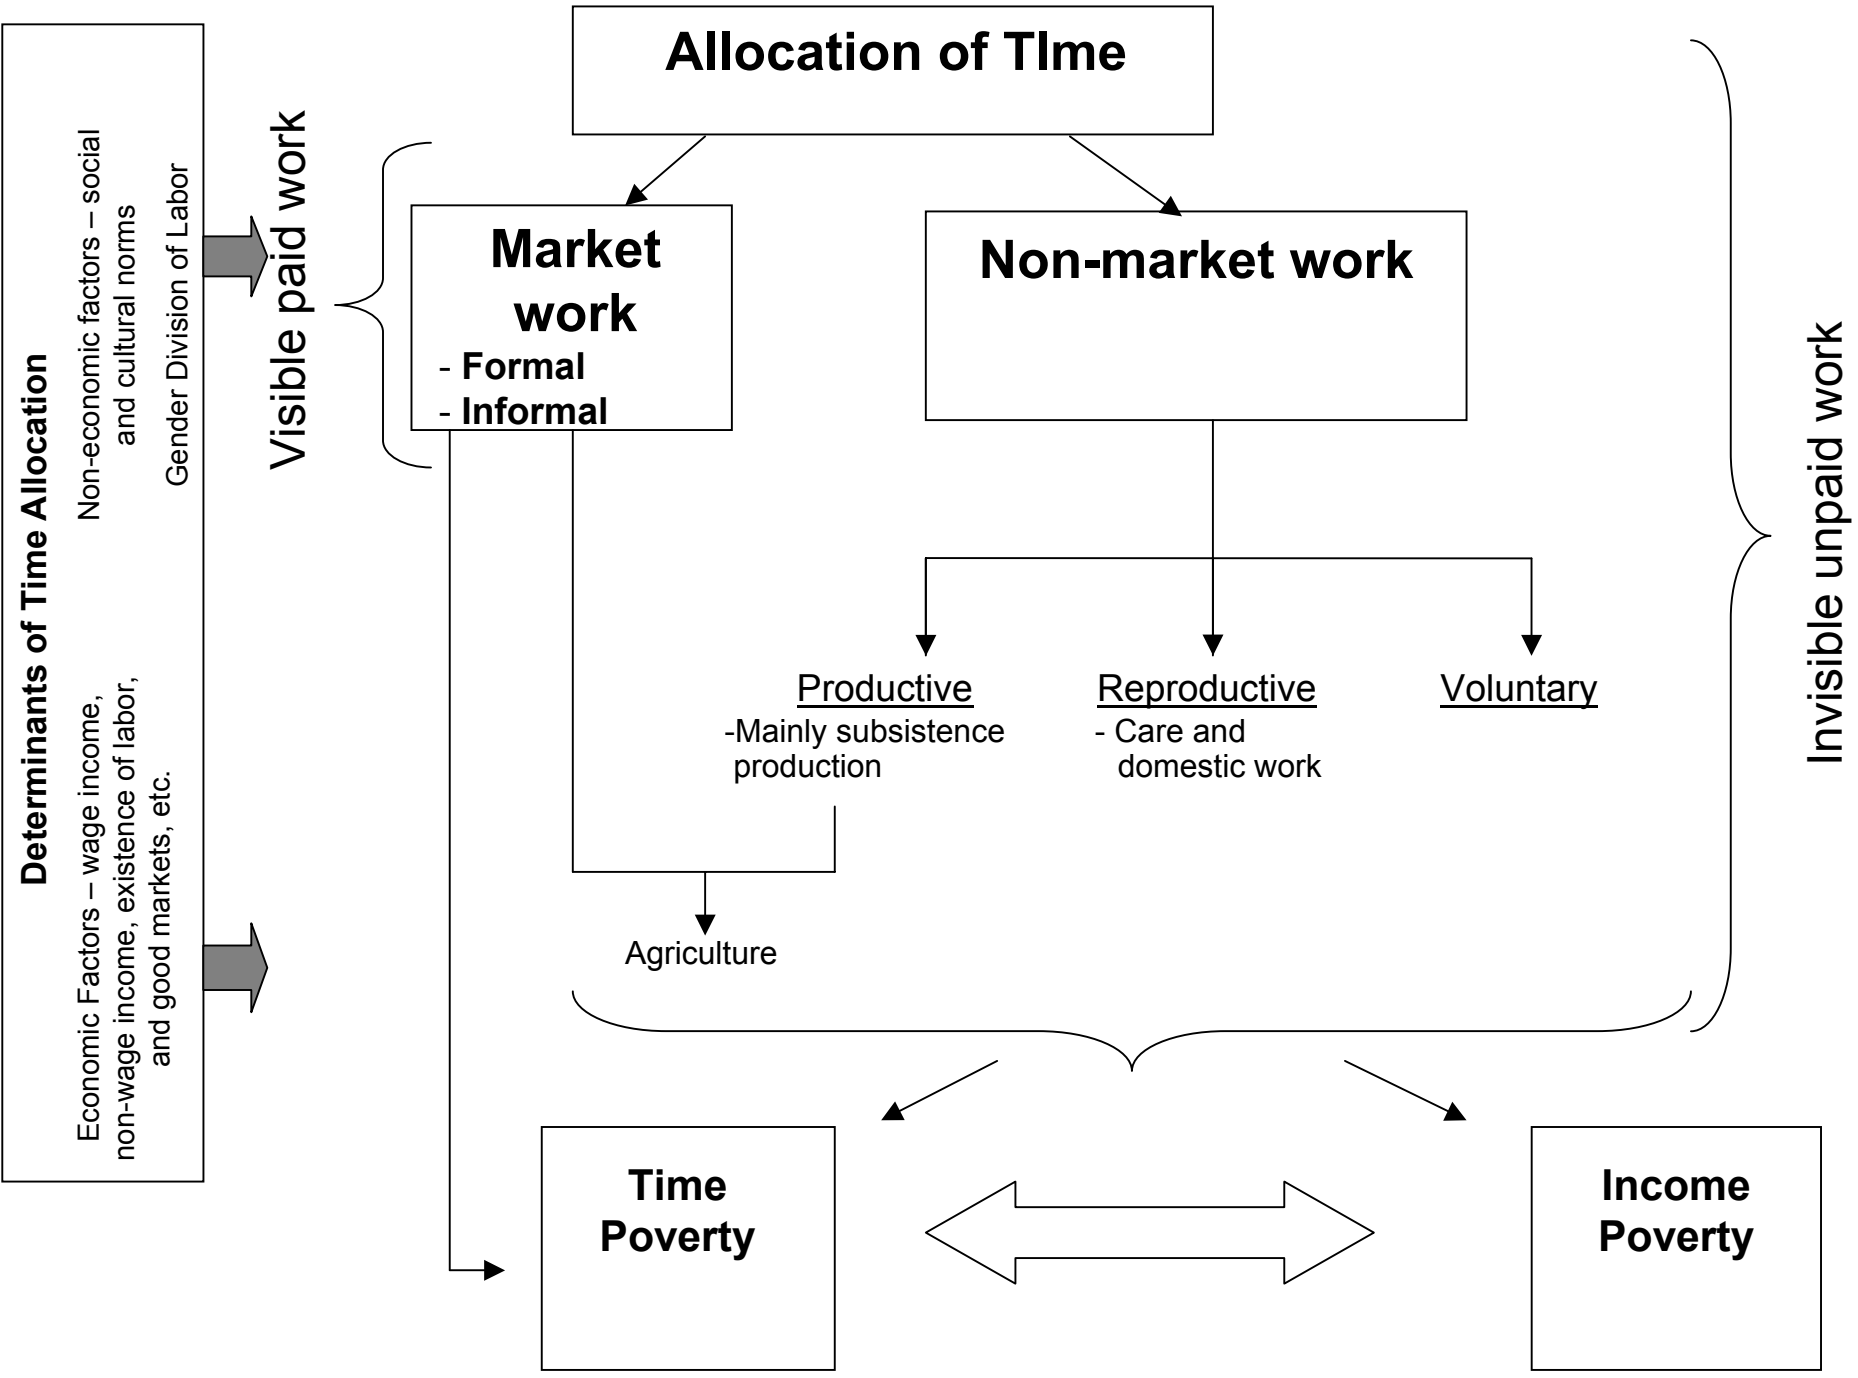 Allocation of TIme
Determinants of Time Allocation
Non-economic factors – social
and cultural norms
Gender Division of Labor
Economic Factors – wage income,
non-wage income, existence of labor,
and good markets, etc.
Visible paid work
Market
work
- Formal
- Informal
Non-market work
Invisible unpaid work
Productive
-Mainly subsistence
production
Reproductive
- Care and
domestic work
Voluntary
Agriculture
Time
Poverty
Income
Poverty